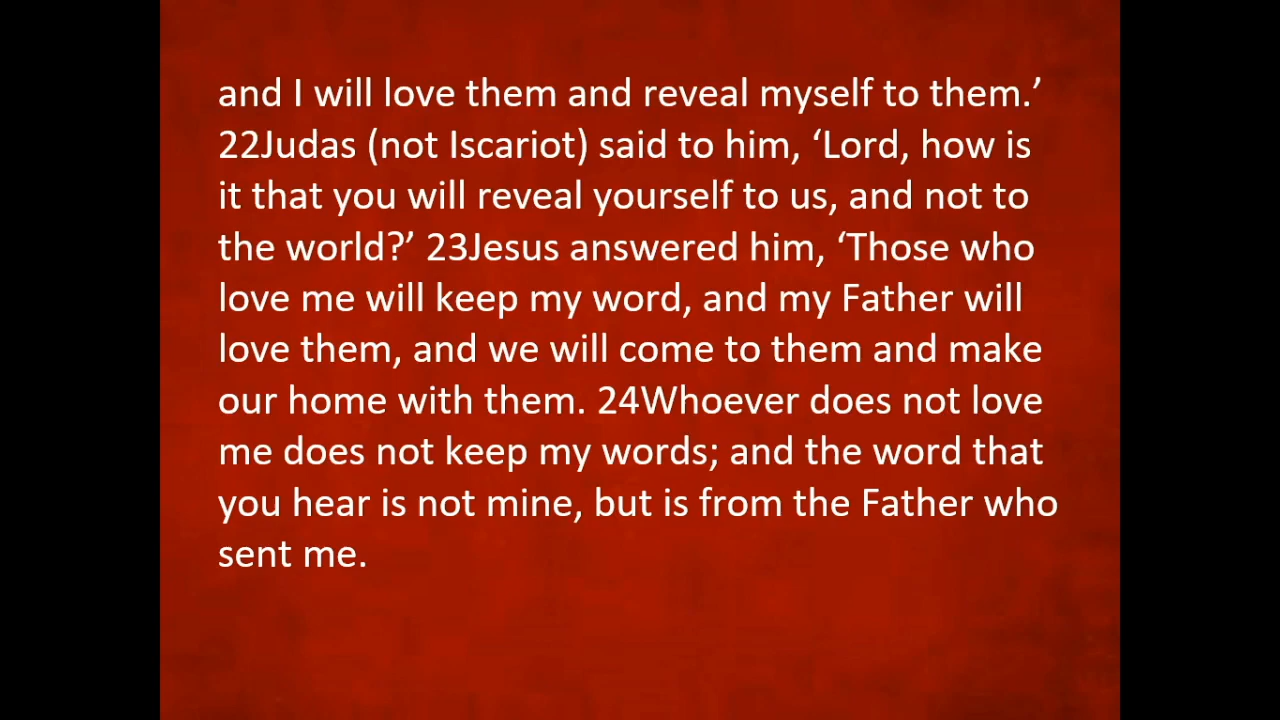 and I will love them and reveal myself to them.’
22Judas (not Iscariot) said to him, ‘Lord, how is
it that you will reveal yourself to us, and not to
the world?’ 23Jesus answered him, ‘Those who
love me will keep my word, and my Father will
love them, and we will come to them and make
our home with them. 24Whoever does not love
me does not keep my words; and the word that
you hear is not mine, but is from the Father who
sent me.